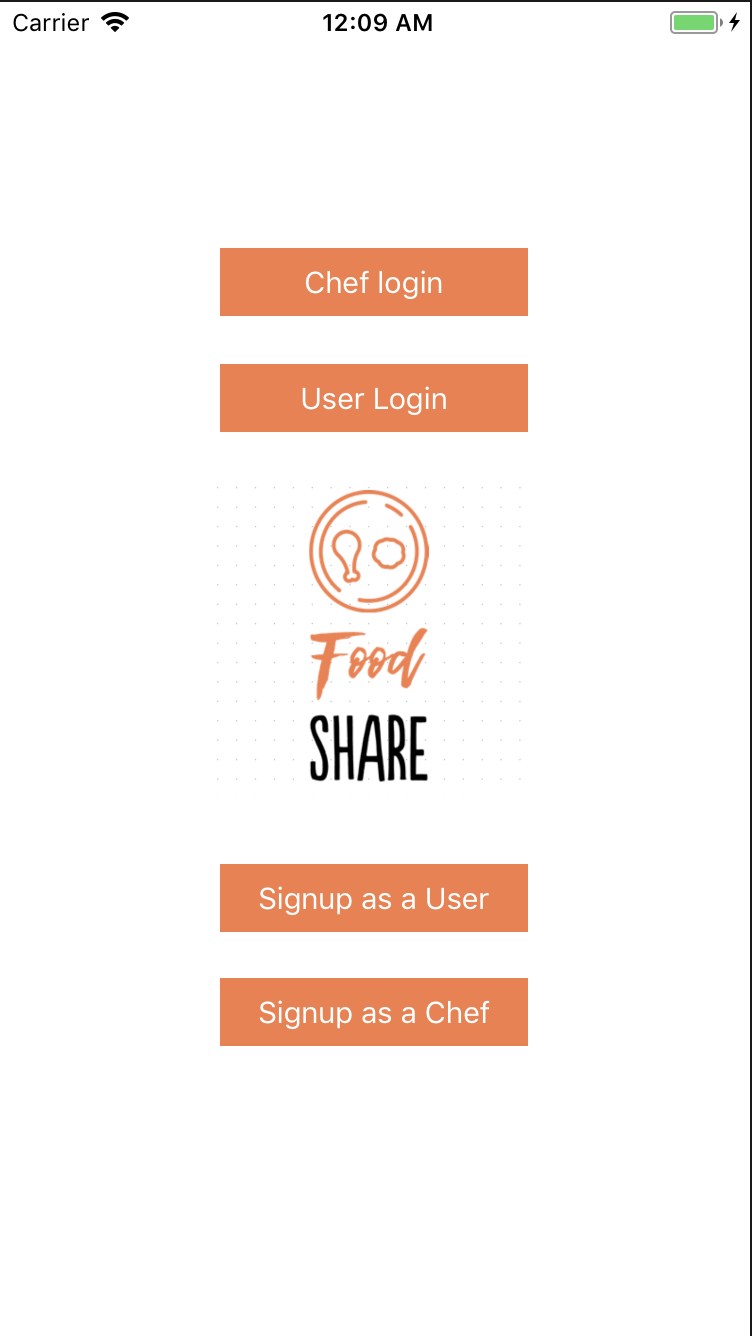 Carrier 12:09 AM
Chef login
User Login
Food
SHARE
Signup as a User
Signup as a Chef